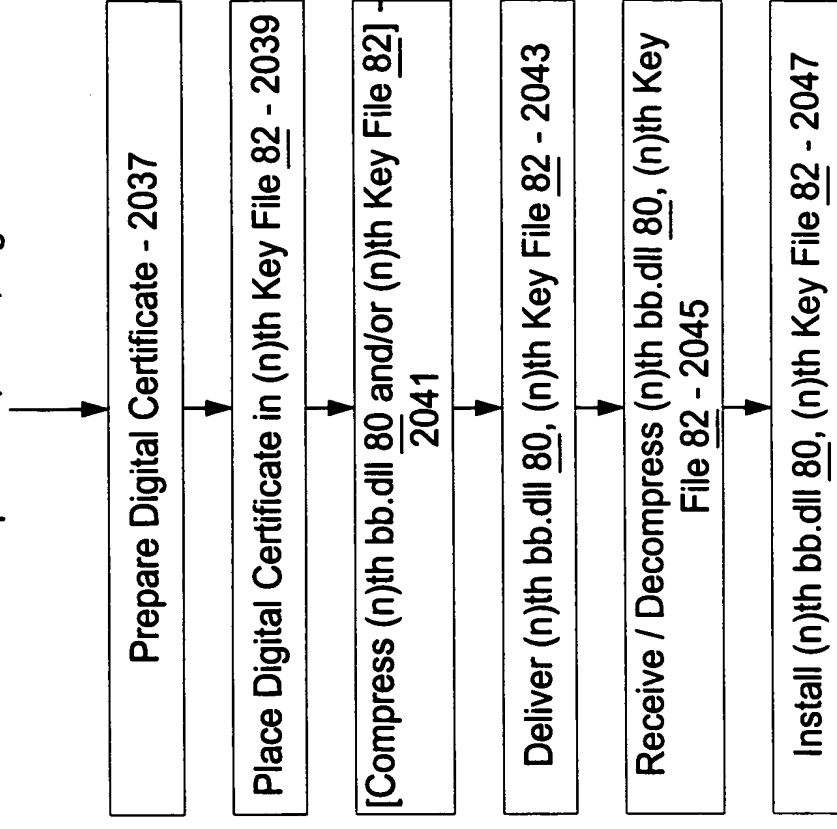 Prepare Digital Certificate - 2037
Place Digital Certificate in (n)th Key File 82 - 2039
[Compress (n)th bb.dll 80 and/or (n)th Key File 82] -
2041
Deliver (n)th bb.dll 80, (n)th Key File 82 - 2043
Receive / Decompress (n)th bb.dll 80, (n)th Key
File 82 - 2045
Install (n)th bb.dll 80, (n)th Key File 82 - 2047